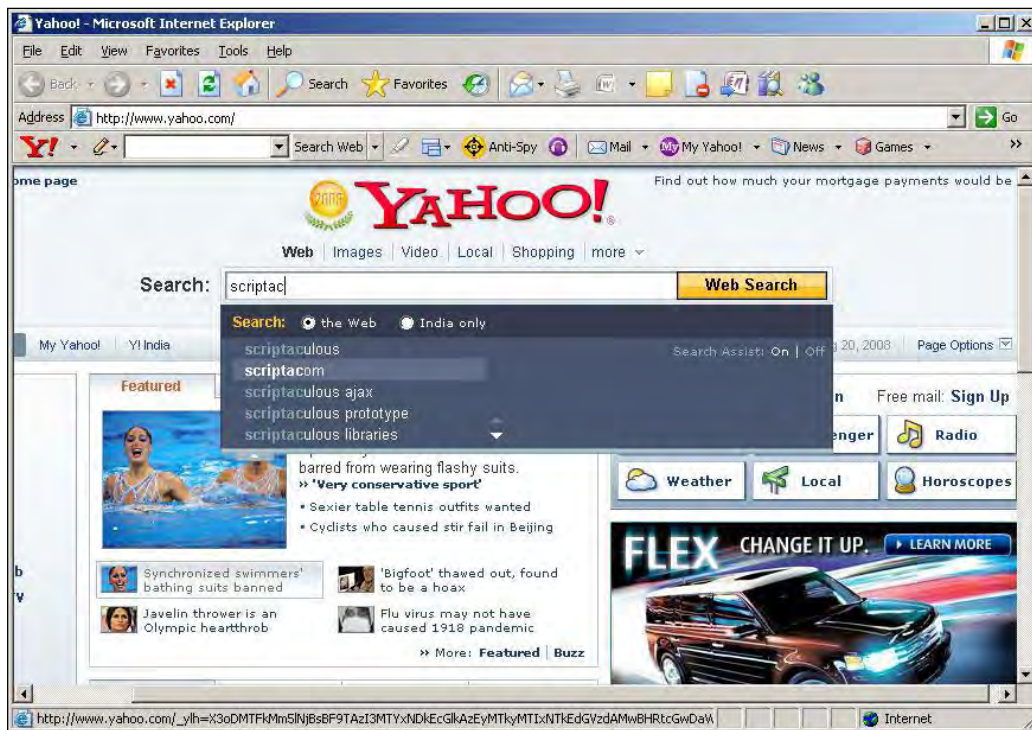 Yahoo! - Microsoft Internet Explorer
File Edit View Favorites Tools Help
Back Search Favorites
Address http://www.yahoo.com/ Go
Y! Search Web Anti-Spy Mail My Yahoo! News Games »
ome page
Find out how much your mortgage payments would be
2008 YAHOO!
Web | Images | Video | Local | Shopping | more
Search: scriptac Web Search
Search: the Web India only
My Yahoo! Y! India
scriptaculous
Search Assist: On | Off
20, 2008 Page Options
scriptacom
scriptaculous ajax
scriptaculous prototype
scriptaculous libraries
Featured
n Free mail: Sign Up
enger Radio
Weather Local Horoscopes
barred from wearing flashy suits.
» 'Very conservative sport'
• Sexier table tennis outfits wanted
• Cyclists who caused stir fail in Beijing
Synchronized swimmers' bathing suits banned
'Bigfoot' thawed out, found to be a hoax
Javelin thrower is an Olympic heartthrob
Flu virus may not have caused 1918 pandemic
» More: Featured | Buzz
b
y
FLEX CHANGE IT UP. LEARN MORE
Internet